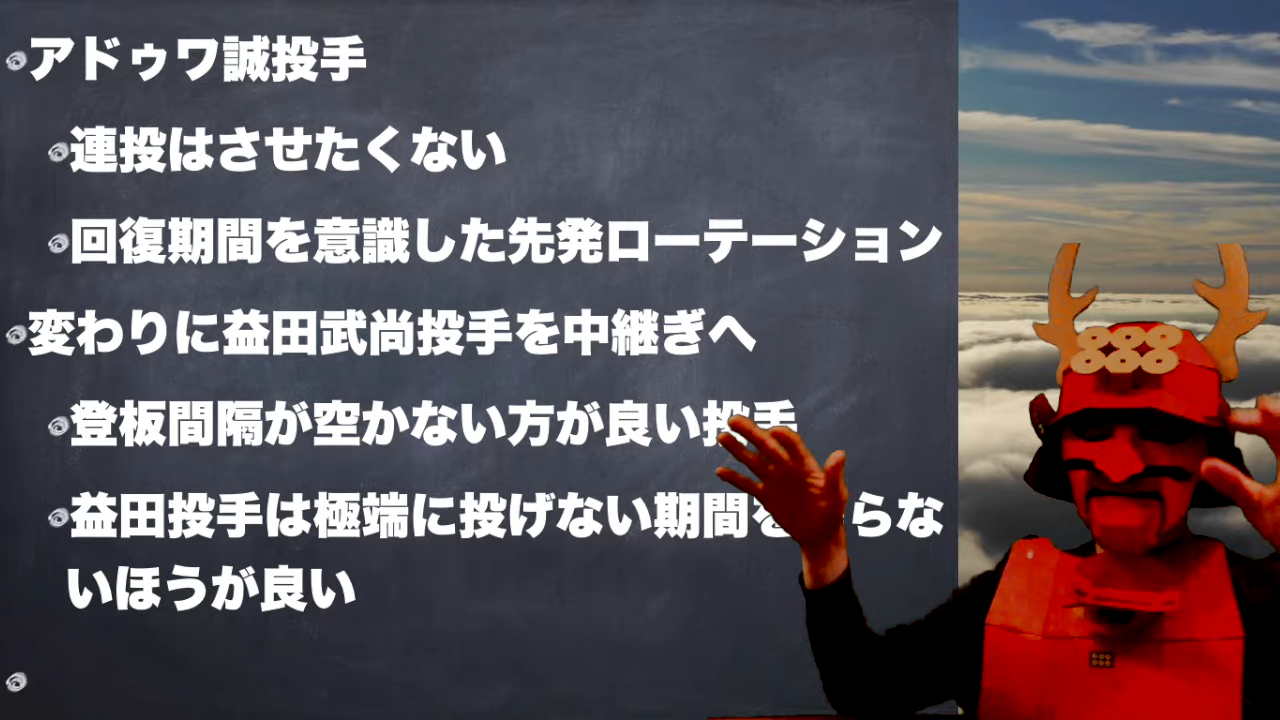 アドゥワ誠投手
連投はさせたくない
回復期間を意識した先発ローテーション
変わりに益田武尚投手を中継ぎへ
登板間隔が空かない方が良い投手
益田投手は極端に投げない期間を らな
いほうが良い